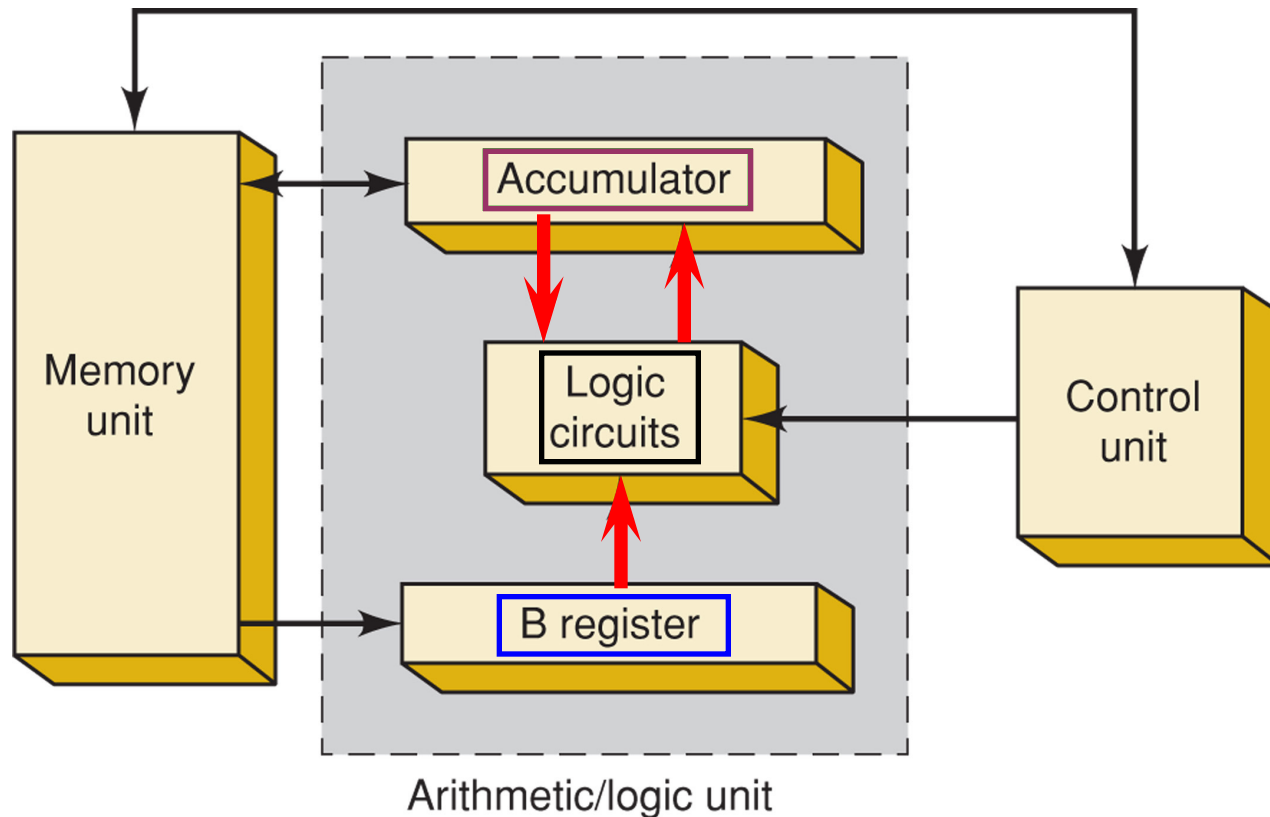 Accumulator
Memory
unit
Logic
circuits
Control
unit
B register
Arithmetic/logic unit